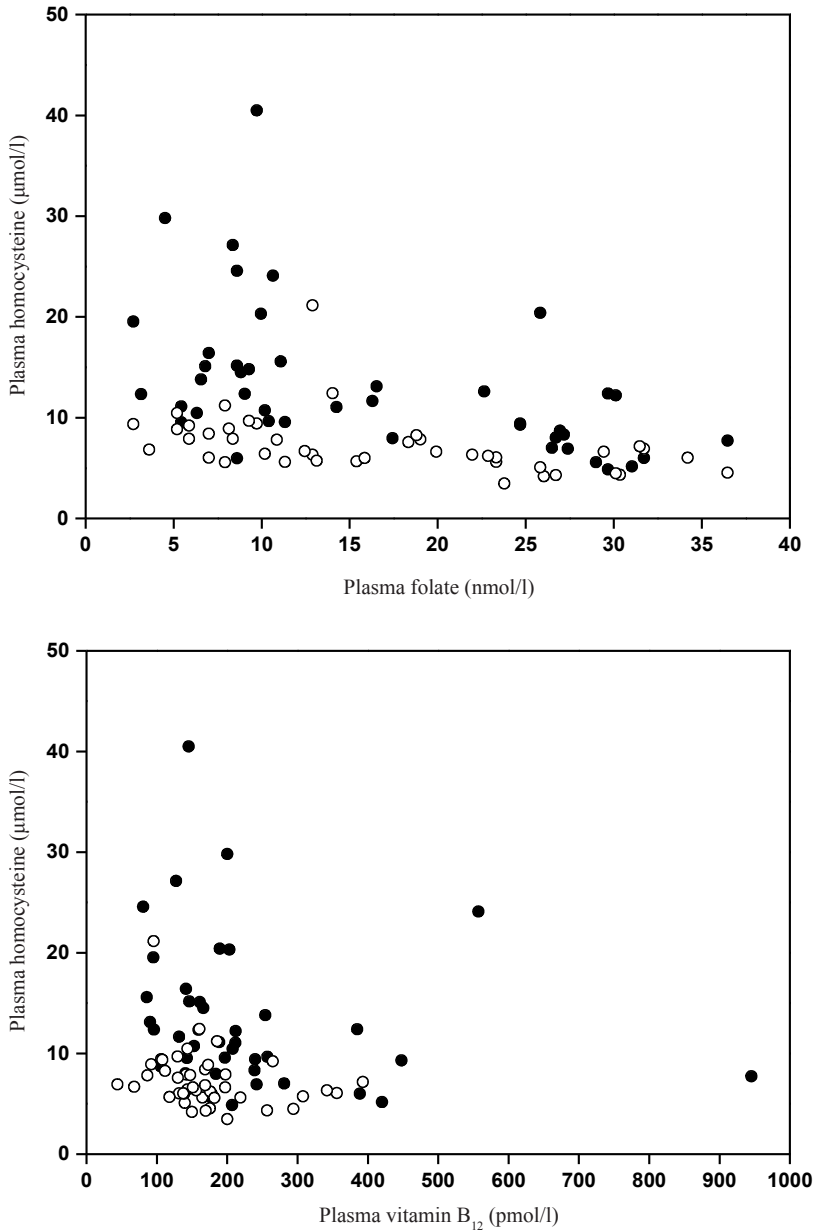 50
40
30
20
10
0
Plasma homocysteine (μmol/l)
0 5 10 15 20 25 30 35 40
Plasma folate (nmol/l)
50
40
30
20
10
0
Plasma homocysteine (μmol/l)
0 100 200 300 400 500 600 700 800 900 1000
Plasma vitamin B₁₂ (pmol/l)